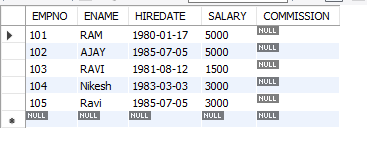 EMPNO ENAME HIREDATE SALARY COMMISSION
101 RAM 1980-01-17 5000 NULL
102 AJAY 1985-07-05 5000 NULL
103 RAVI 1981-08-12 1500 NULL
104 Nikesh 1983-03-03 3000 NULL
105 Ravi 1985-07-05 3000 NULL
NULL NULL NULL NULL NULL